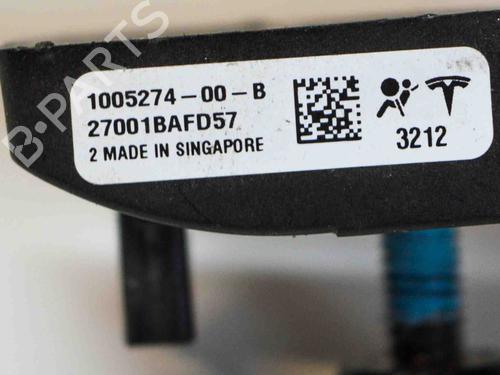 1005274-00-B
27001BAFD57
2 MADE IN SINGAPORE
3212
B-PARTS